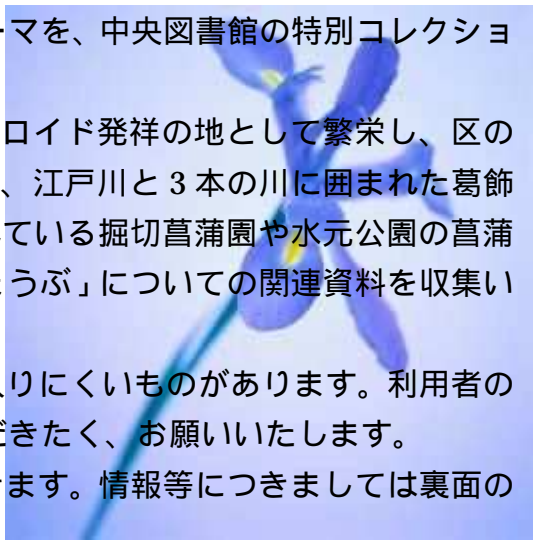 マを、中央図書館の特別コレクショ
ロイド発祥の地として繁栄し、区の
、江戸川と3本の川に囲まれた葛飾
ている掘切菖蒲園や水元公園の菖蒲
うぶ」についての関連資料を収集い
りにくいものがあります。利用者の
きたく、お願いいたします。
ます。情報等につきましては裏面の